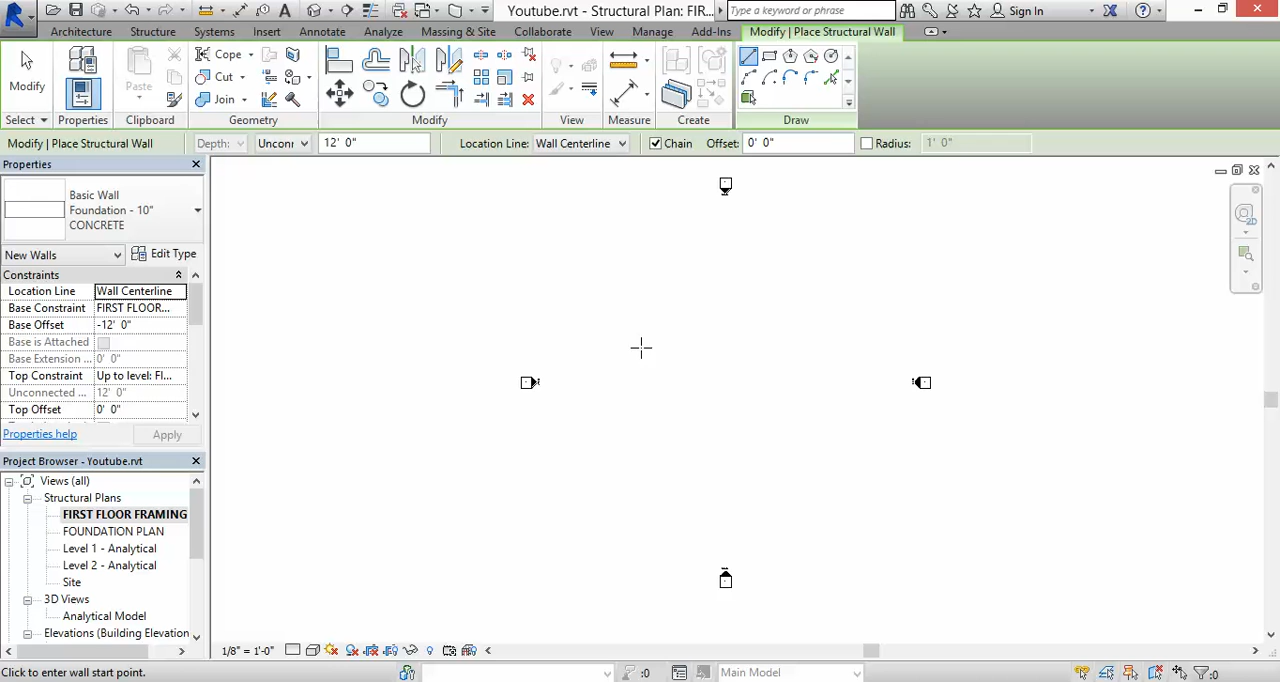 Youtube.rvt - Structural Plan: FIR...
Type a keyword or phrase
Sign In
Architecture Structure Systems Insert Annotate Analyze Massing & Site Collaborate View Manage Add-Ins Modify | Place Structural Wall
Modify
Paste
Cope
Cut
Join
Select Properties Clipboard Geometry Modify View Measure Create Draw
Modify | Place Structural Wall Depth: Unconr 12' 0" Location Line: Wall Centerline Chain Offset: 0' 0" Radius: 1' 0"
Properties
Basic Wall
Foundation - 10"
CONCRETE
New Walls Edit Type
Constraints
Location Line Wall Centerline
Base Constraint FIRST FLOOR...
Base Offset -12' 0"
Base is Attached
Base Extension ... 0' 0"
Top Constraint Up to level: Fl...
Unconnected ... 12' 0"
Top Offset 0' 0"
Properties help Apply
Project Browser - Youtube.rvt
Views (all)
Structural Plans
FIRST FLOOR FRAMING
FOUNDATION PLAN
Level 1 - Analytical
Level 2 - Analytical
Site
3D Views
Analytical Model
Elevations (Building Elevation
1/8" = 1'-0"
Click to enter wall start point. :0 Main Model :0
2D